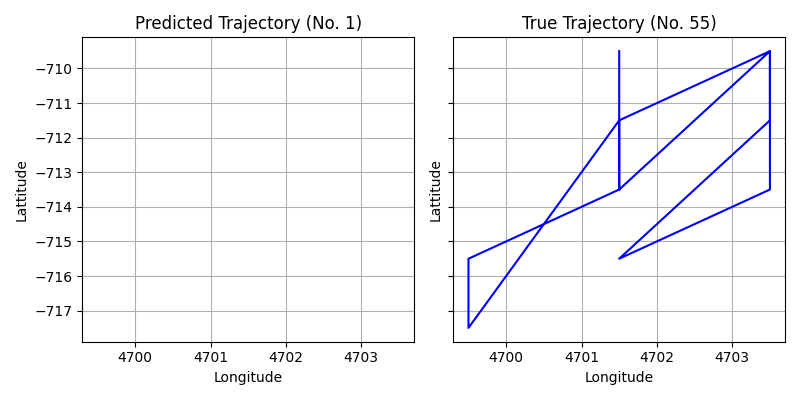 Predicted Trajectory (No. 1)
True Trajectory (No. 55)
Lattitude
−710
−711
−712
−713
−714
−715
−716
−717
4700
4701
4702
4703
Longitude
Lattitude
4700
4701
4702
4703
Longitude